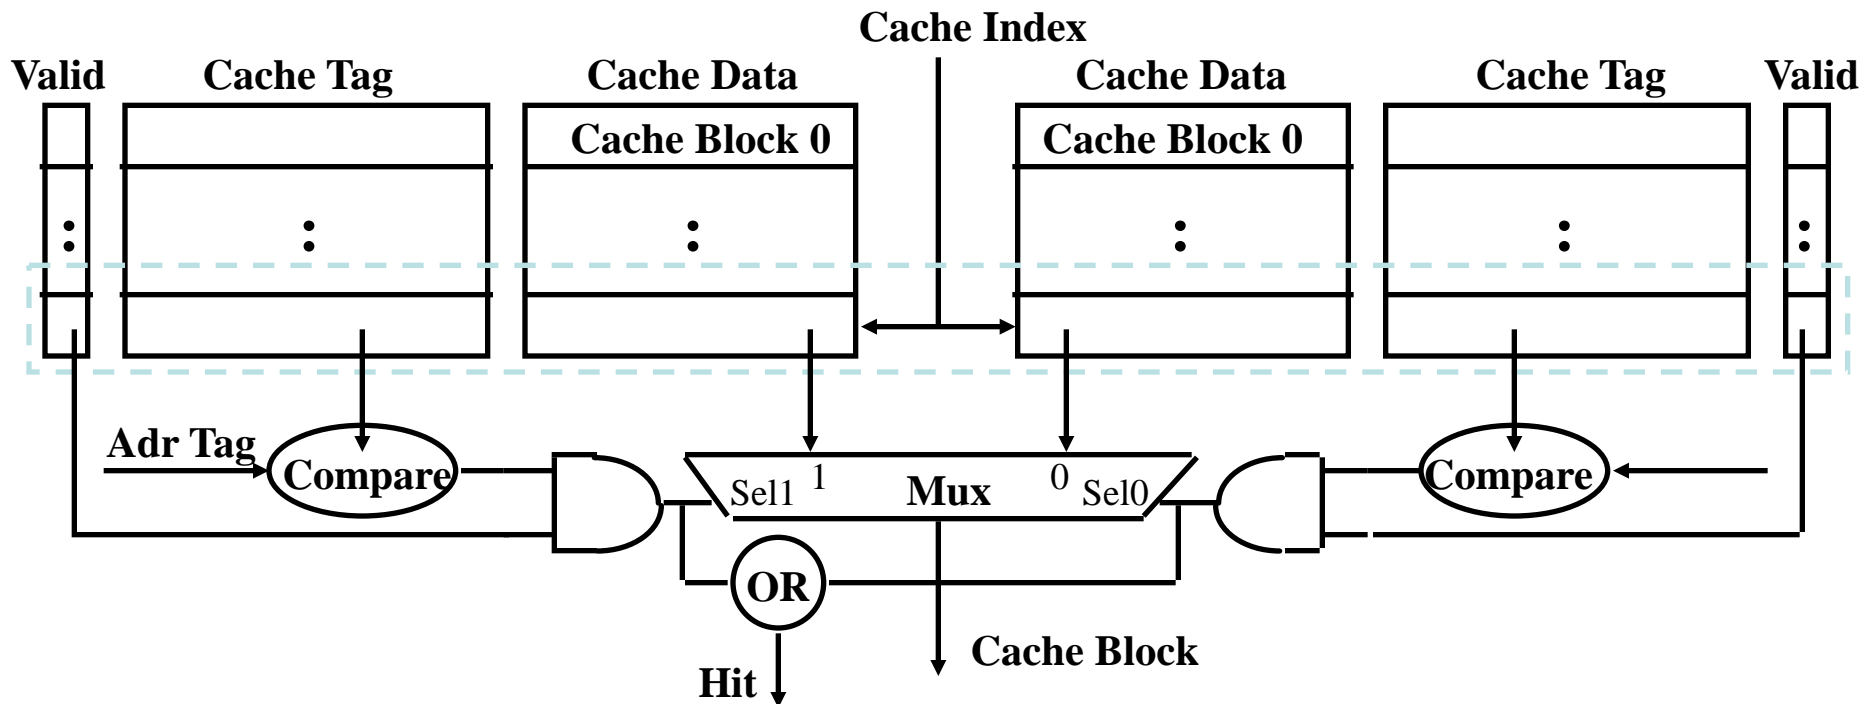 Cache Index
Valid Cache Tag Cache Data Cache Data Cache Tag Valid
Cache Block 0 Cache Block 0
Adr Tag
Compare Sel1 1 Mux 0 Sel0 Compare
OR
Cache Block
Hit